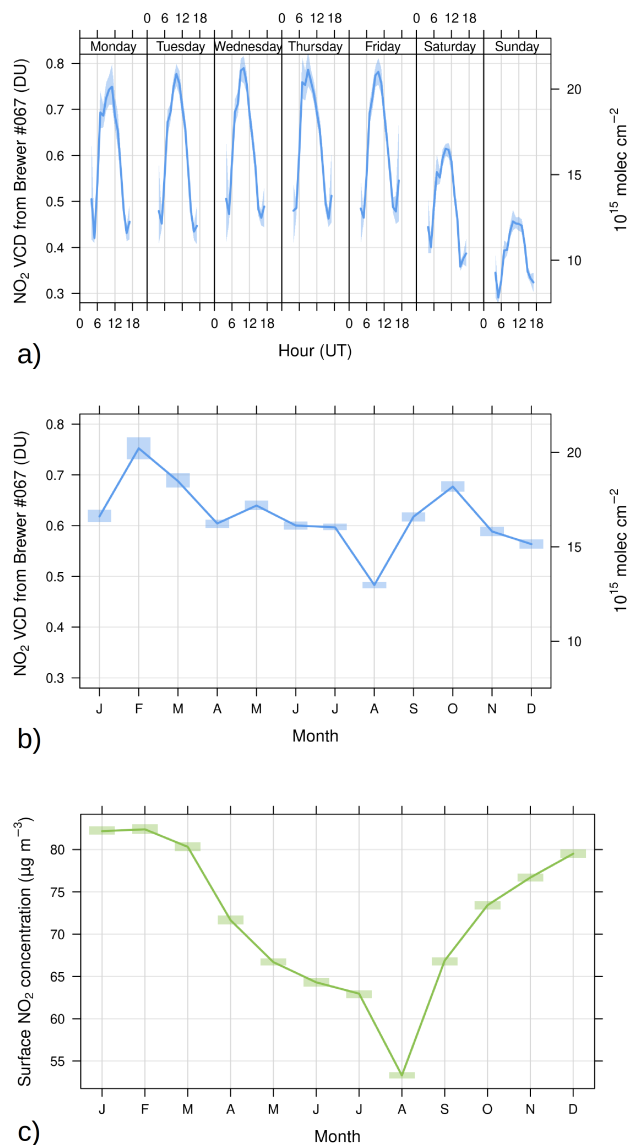 0 6 12 18 0 6 12 18 0 6 12 18
Monday Tuesday Wednesday Thursday Friday Saturday Sunday
NO2 VCD from Brewer #067 (DU)
0.8
0.7
0.6
0.5
0.4
0.3
20
15
10
10^15 molec cm−2
0 6 12 18 0 6 12 18 0 6 12 18 0 6 12 18
Hour (UT)
a)
NO2 VCD from Brewer #067 (DU)
0.8
0.7
0.6
0.5
0.4
0.3
20
15
10
10^15 molec cm−2
J F M A M J J A S O N D
Month
b)
Surface NO2 concentration (µg m−3)
80
75
70
65
60
55
J F M A M J J A S O N D
Month
c)